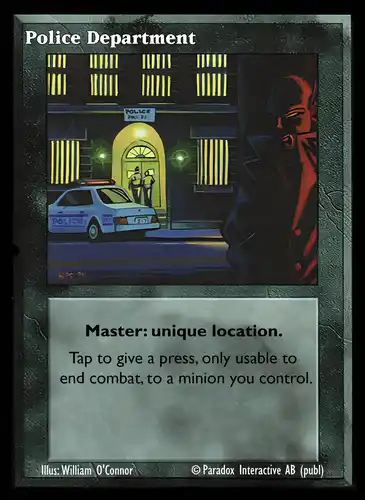 Police Department
POLICE
POLICE
Master: unique location.
Tap to give a press, only usable to
end combat, to a minion you control.
Illus: William O'Connor
© Paradox Interactive AB (publ)